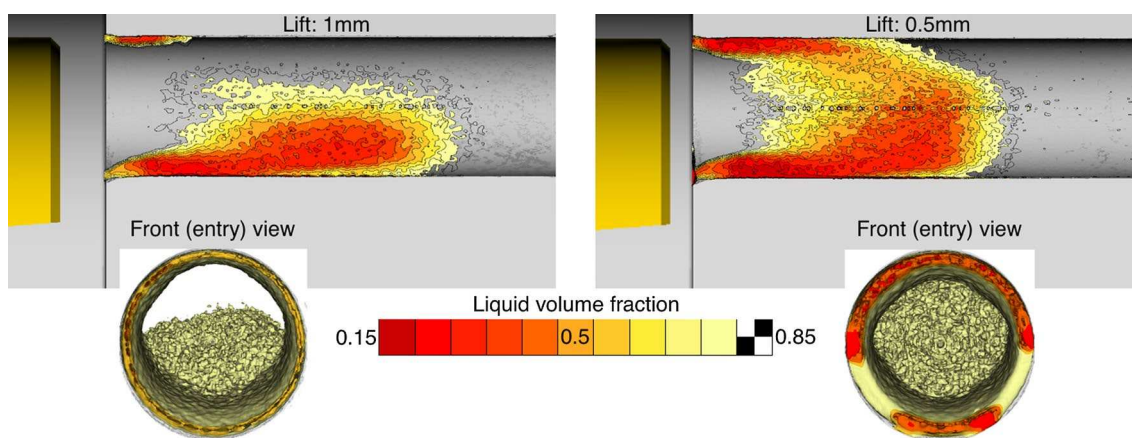 Lift: 1mm
Lift: 0.5mm
Front (entry) view
Front (entry) view
Liquid volume fraction
0.15
0.5
0.85